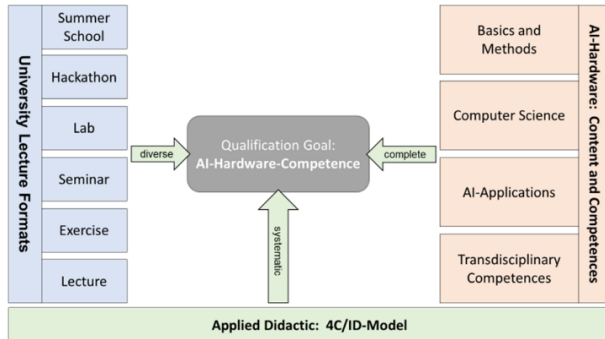 University Lecture Formats
Summer
School
Hackathon
Lab
Seminar
Exercise
Lecture
diverse
Qualification Goal:
AI-Hardware-Competence
complete
systematic
Basics and
Methods
Computer Science
AI-Applications
Transdisciplinary
Competences
AI-Hardware: Content and Competences
Applied Didactic: 4C/ID-Model